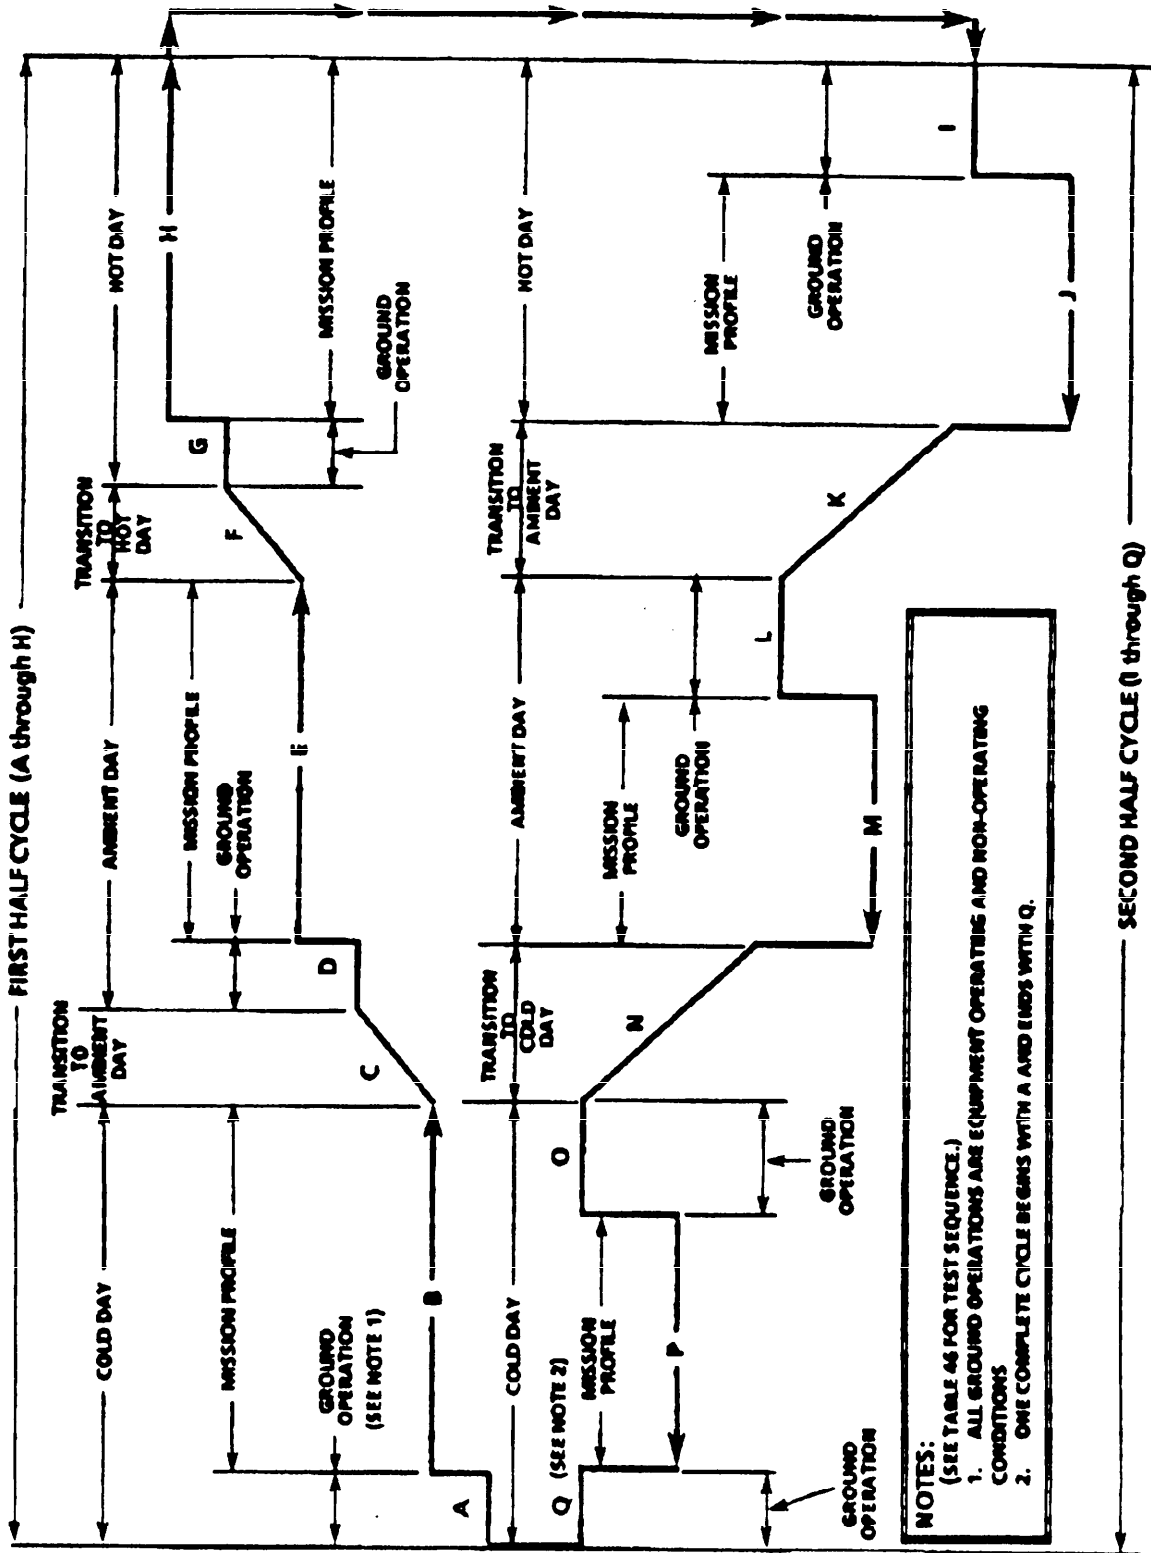 FIRST HALF CYCLE (A through H)
COLD DAY
TRANSITION
TO
AMBIENT
DAY
AMBIENT DAY
TRANSITION
TO
HOT
DAY
HOT DAY
MISSION PROFILE
GROUND
OPERATION
(SEE NOTE 1)
MISSION PROFILE
GROUND
OPERATION
MISSION PROFILE
GROUND
OPERATION
A
B
C
D
E
F
G
H
COLD DAY
TRANSITION
TO
COLD
DAY
AMBIENT DAY
TRANSITION
TO
AMBIENT
DAY
HOT DAY
Q
(SEE NOTE 2)
MISSION
PROFILE
O
N
MISSION
PROFILE
GROUND
OPERATION
L
K
MISSION
PROFILE
GROUND
OPERATION
I
P
M
J
GROUND
OPERATION
GROUND
OPERATION
NOTES:
(SEE TABLE 46 FOR TEST SEQUENCE.)
1. ALL GROUND OPERATIONS ARE EQUIPMENT OPERATING AND NON-OPERATING
CONDITIONS
2. ONE COMPLETE CYCLE BEGINS WITH A AND ENDS WITH Q.
SECOND HALF CYCLE (I through Q)